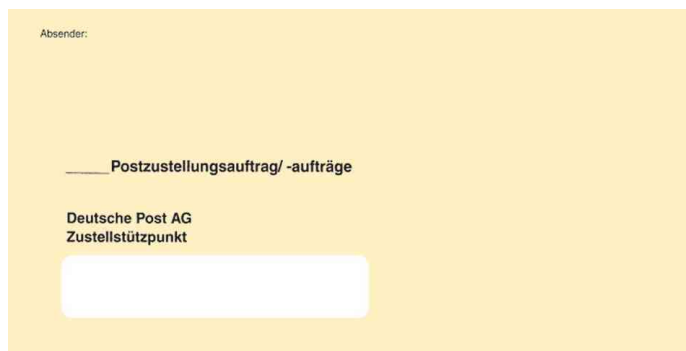 Absender:
_____Postzustellungsauftrag/ -aufträge
Deutsche Post AG
Zustellstützpunkt